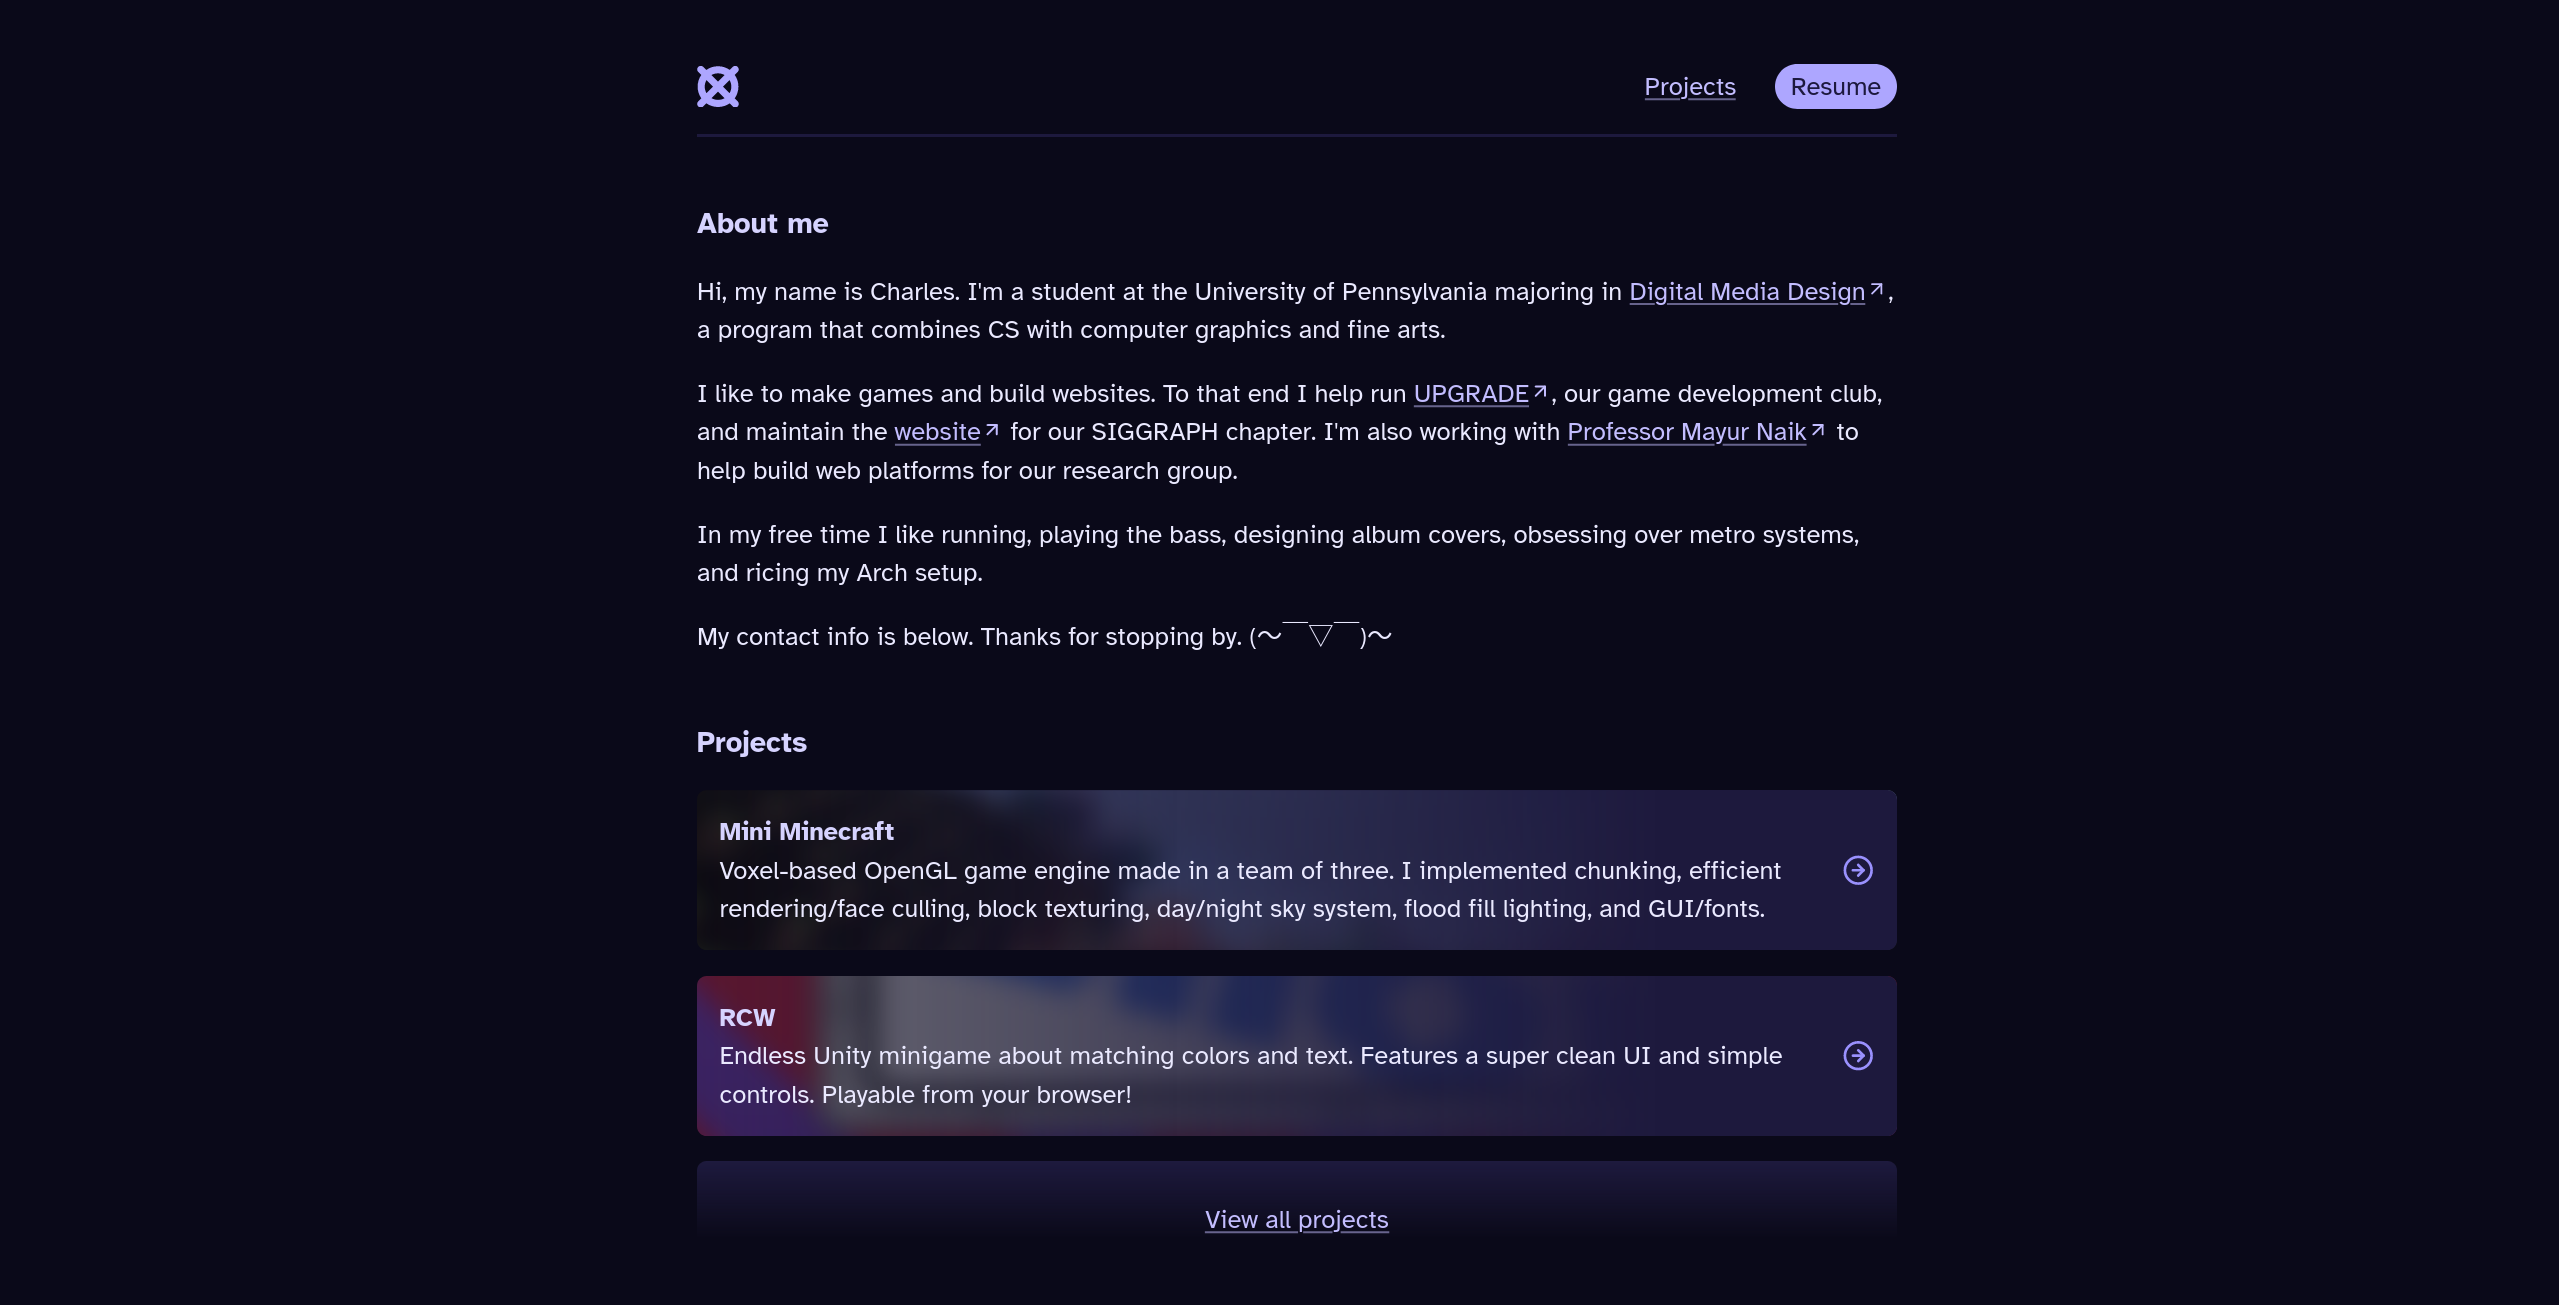 Projects Resume
About me
Hi, my name is Charles. I'm a student at the University of Pennsylvania majoring in Digital Media Design↗,
a program that combines CS with computer graphics and fine arts.
I like to make games and build websites. To that end I help run UPGRADE↗, our game development club,
and maintain the website↗ for our SIGGRAPH chapter. I'm also working with Professor Mayur Naik↗ to
help build web platforms for our research group.
In my free time I like running, playing the bass, designing album covers, obsessing over metro systems,
and ricing my Arch setup.
My contact info is below. Thanks for stopping by. (〜￣▽￣)〜
Projects
Mini Minecraft
Voxel-based OpenGL game engine made in a team of three. I implemented chunking, efficient
rendering/face culling, block texturing, day/night sky system, flood fill lighting, and GUI/fonts.
RCW
Endless Unity minigame about matching colors and text. Features a super clean UI and simple
controls. Playable from your browser!
View all projects